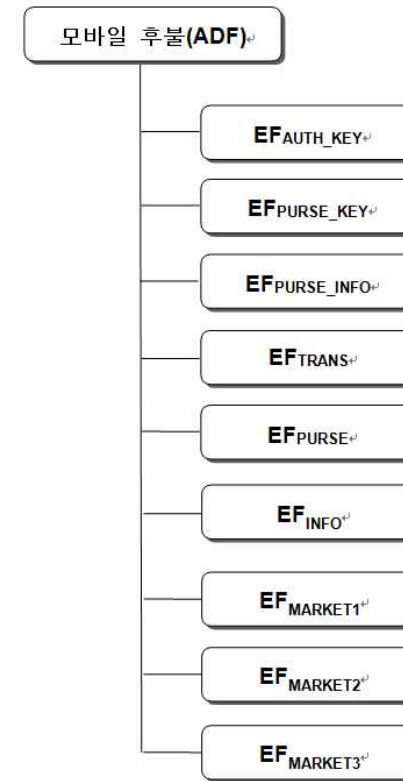 모바일 후불(ADF)
EFAUTH_KEY
EFPURSE_KEY
EFPURSE_INFO
EFTRANS
EFPURSE
EFINFO
EFMARKET1
EFMARKET2
EFMARKET3